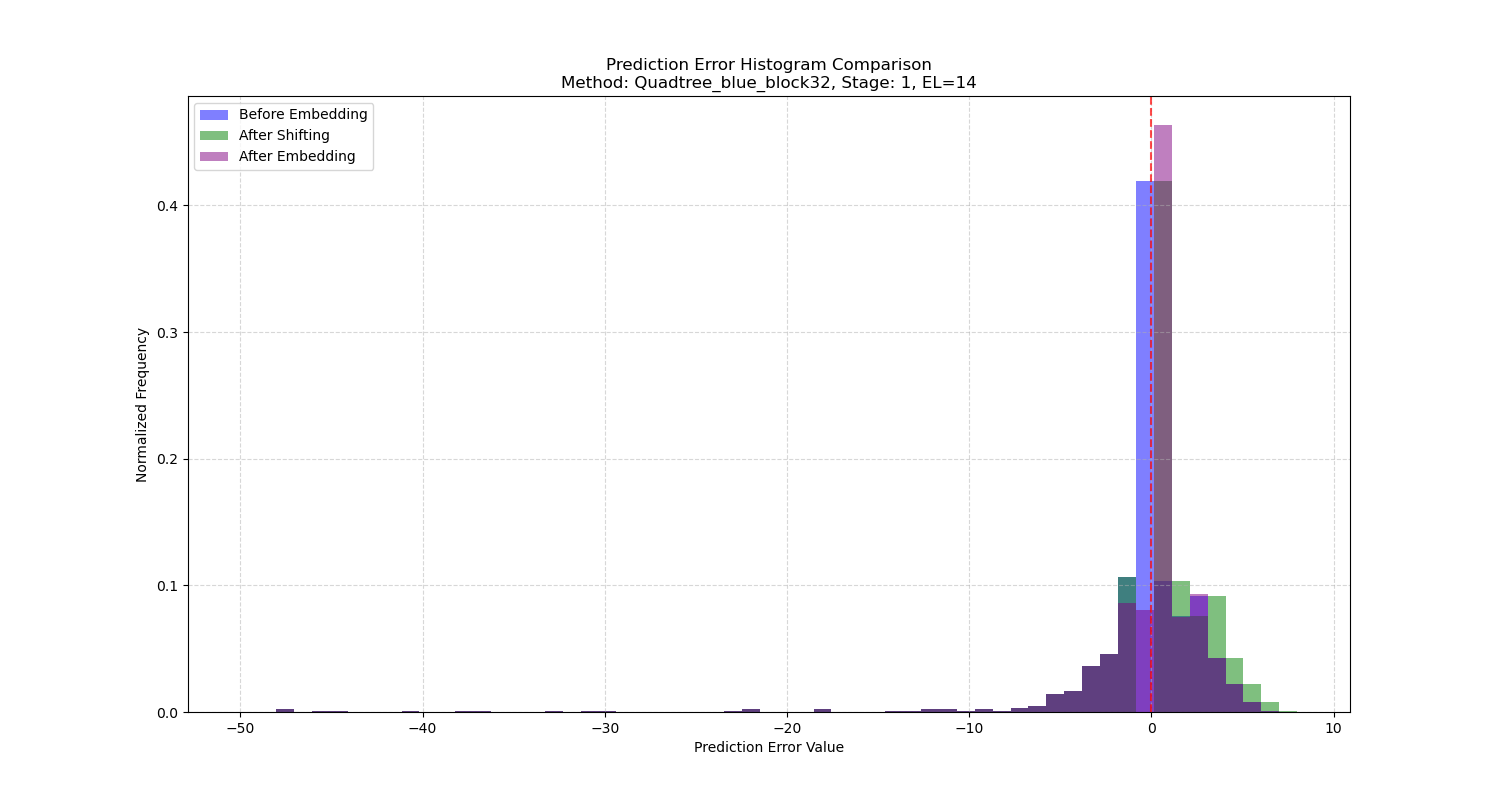 Prediction Error Histogram Comparison
Method: Quadtree_blue_block32, Stage: 1, EL=14
Before Embedding
After Shifting
After Embedding
Normalized Frequency
0.4
0.3
0.2
0.1
0.0
−50 −40 −30 −20 −10 0 10
Prediction Error Value